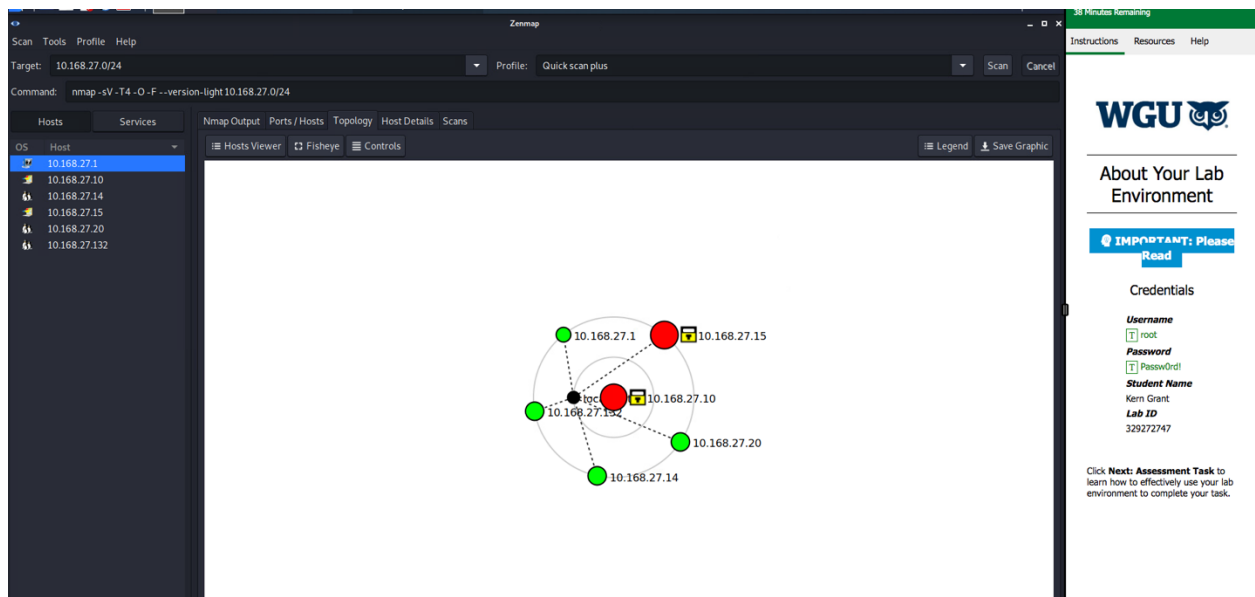 Zenmap
38 Minutes Remaining
Scan Tools Profile Help
Instructions Resources Help
Target: 10.168.27.0/24 Profile: Quick scan plus Scan Cancel
Command: nmap -sV -T4 -O -F --version-light 10.168.27.0/24
Hosts Services
Nmap Output Ports / Hosts Topology Host Details Scans
OS Host
Hosts Viewer Fisheye Controls Legend Save Graphic
10.168.27.1
10.168.27.10
10.168.27.14
10.168.27.15
10.168.27.20
10.168.27.132
10.168.27.1
10.168.27.15
10.168.27.10
10.168.27.132
10.168.27.20
10.168.27.14
WGU
About Your Lab
Environment
IMPORTANT: Please
Read
Credentials
Username
T root
Password
T Passw0rd!
Student Name
Kern Grant
Lab ID
329272747
Click Next: Assessment Task to
learn how to effectively use your lab
environment to complete your task.